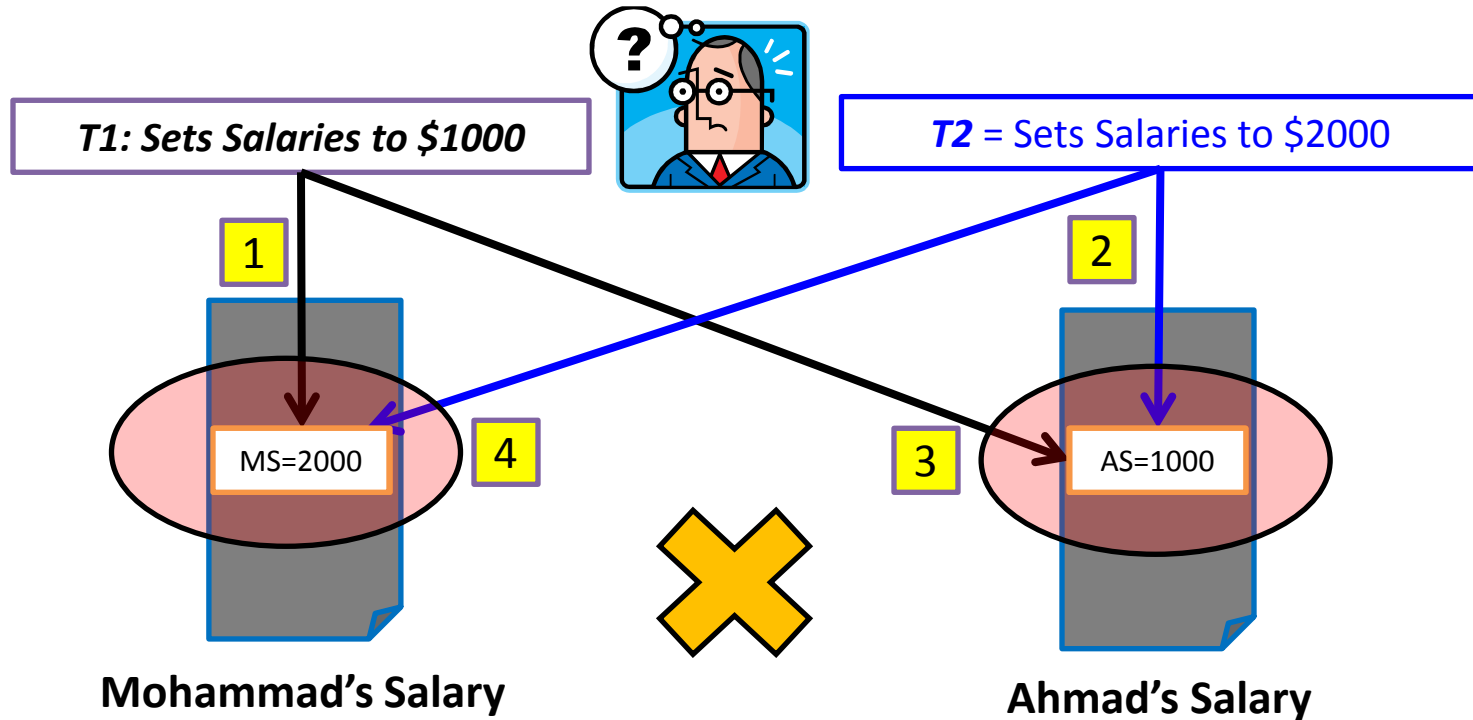 ?
T1: Sets Salaries to $1000
T2 = Sets Salaries to $2000
1
2
MS=2000
4
3
AS=1000
Mohammad’s Salary
Ahmad’s Salary